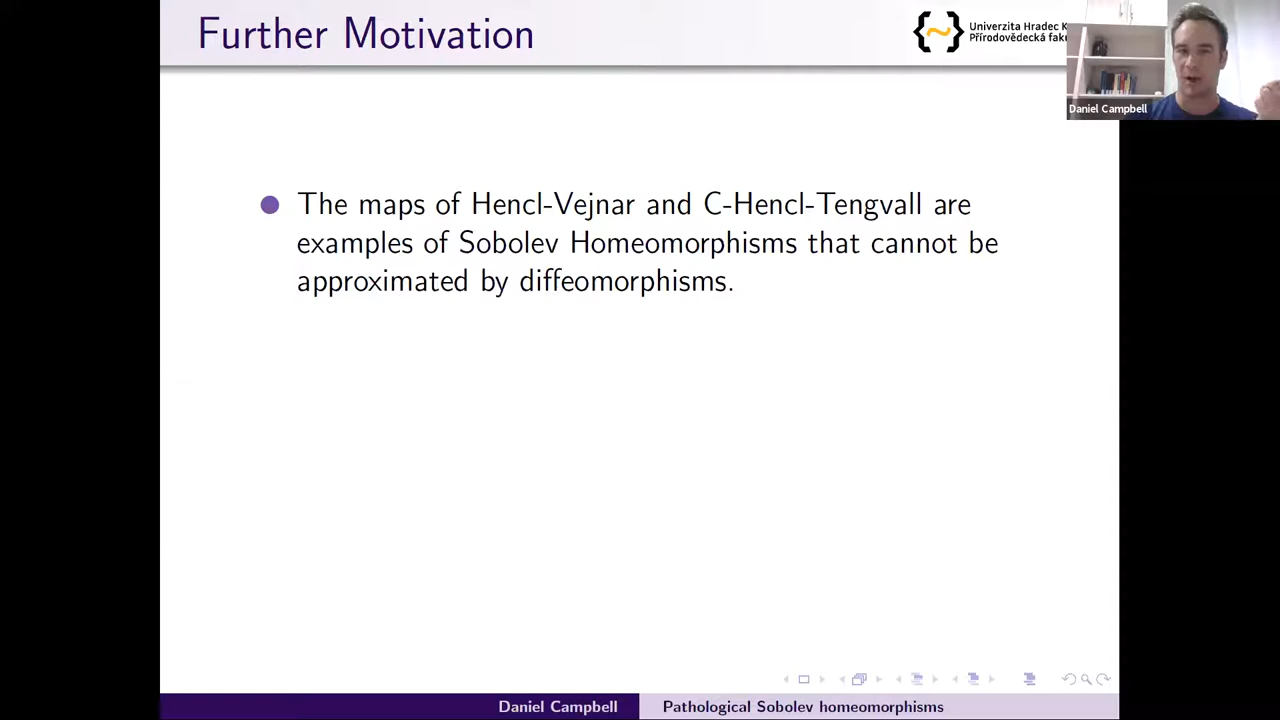 Further Motivation
Univerzita Hradec K
Přírodovědecká faku
Daniel Campbell
The maps of Hencl-Vejnar and C-Hencl-Tengvall are
examples of Sobolev Homeomorphisms that cannot be
approximated by diffeomorphisms.
Daniel Campbell
Pathological Sobolev homeomorphisms